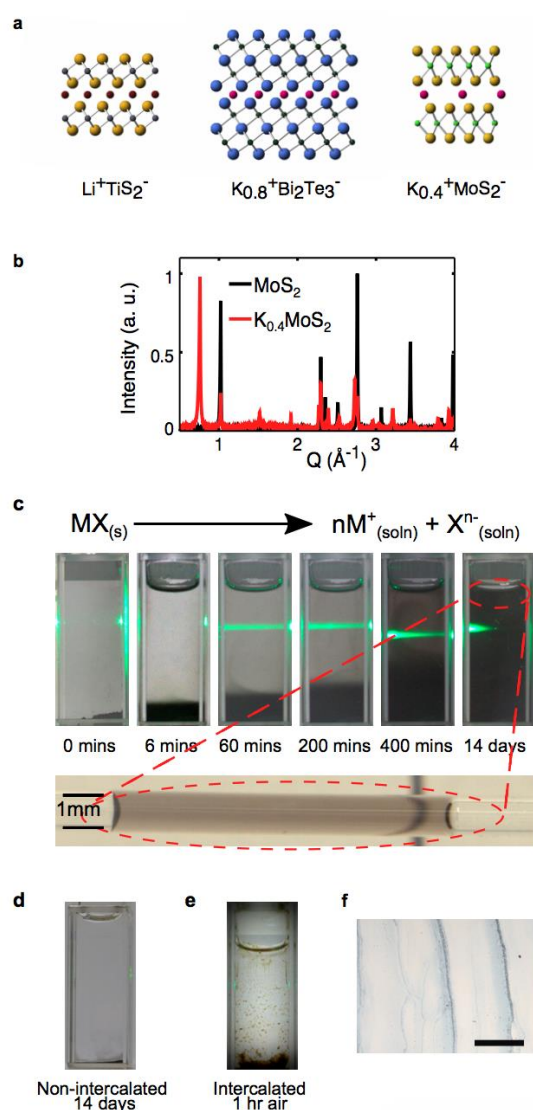 a
Li⁺TiS₂⁻ K₀.₈⁺Bi₂Te₃⁻ K₀.₄⁺MoS₂⁻
b
1
0.5
0
0 1 2 3 4
Intensity (a. u.)
Q (Å⁻¹)
MoS₂
K₀.₄MoS₂
c
MX₍s₎ nM⁺₍soln₎ + Xⁿ⁻₍soln₎
0 mins 6 mins 60 mins 200 mins 400 mins 14 days
1mm
d e f
Non-intercalated
14 days
Intercalated
1 hr air